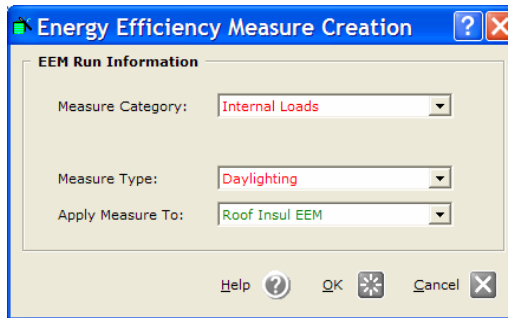 Energy Efficiency Measure Creation
EEM Run Information
Measure Category: Internal Loads
Measure Type: Daylighting
Apply Measure To: Roof Insul EEM
Help ? OK Cancel